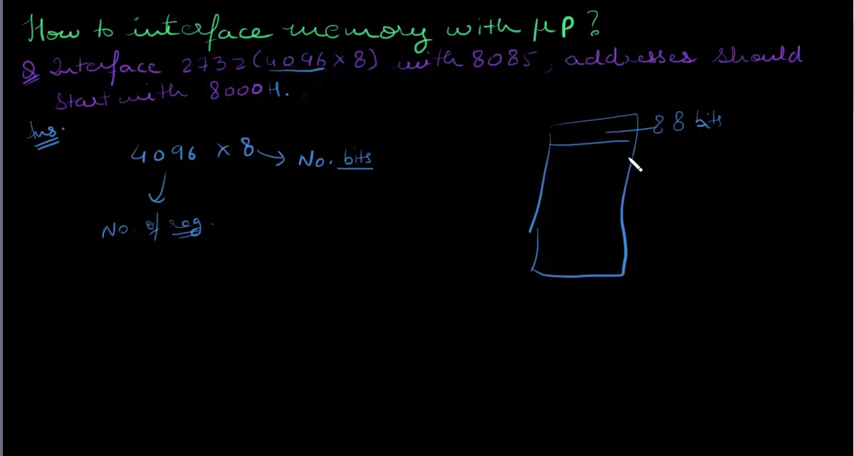 How to interface memory with μP?
Q Interface 2732 (4096 × 8) with 8085, addresses should
start with 8000H.
Ans.
4096 × 8 → No. bits
No. of reg.
8 bits